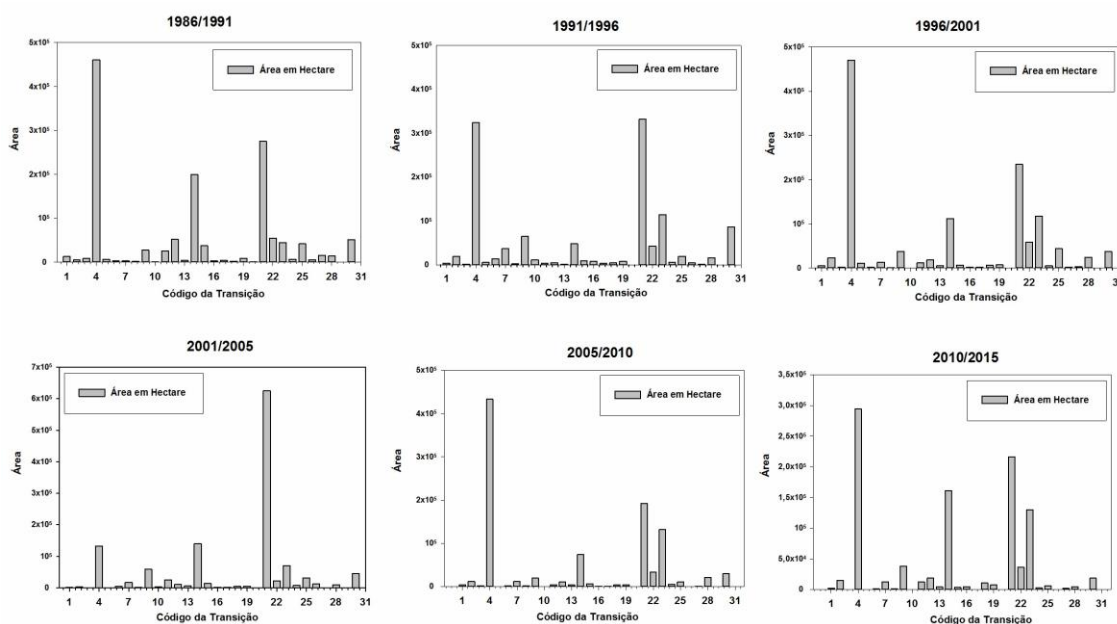 1986/1991
5x10⁵
4x10⁵
3x10⁵
2x10⁵
10⁵
0
Área
Área em Hectare
1 4 7 10 13 16 19 22 25 28 31
Código da Transição
1991/1996
5x10⁵
4x10⁵
3x10⁵
2x10⁵
10⁵
0
Área
Área em Hectare
1 4 7 10 13 16 19 22 25 28 31
Código da Transição
1996/2001
5x10⁵
4x10⁵
3x10⁵
2x10⁵
10⁵
0
Área
Área em Hectare
1 4 7 10 13 16 19 22 25 28 3
Código da Transição
2001/2005
7x10⁵
6x10⁵
5x10⁵
4x10⁵
3x10⁵
2x10⁵
10⁵
0
Área
Área em Hectare
1 4 7 10 13 16 19 22 25 28 31
Código da Transição
2005/2010
5x10⁵
4x10⁵
3x10⁵
2x10⁵
10⁵
0
Área
Área em Hectare
1 4 7 10 13 16 19 22 25 28 31
Código da Transição
2010/2015
3,5x10⁵
3,0x10⁵
2,5x10⁵
2,0x10⁵
1,5x10⁵
10⁵
5,0x10⁴
0
Área
Área em Hectare
1 4 7 10 13 16 19 22 25 28 31
Código da Transição